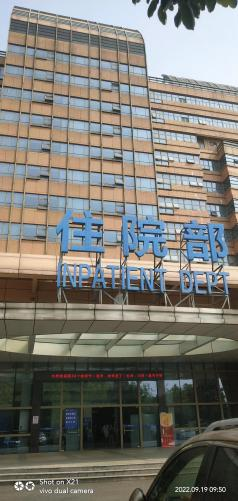 住院部
INPATIENT DEPT
Shot on X21
vivo dual camera
2022.09.19 09:50